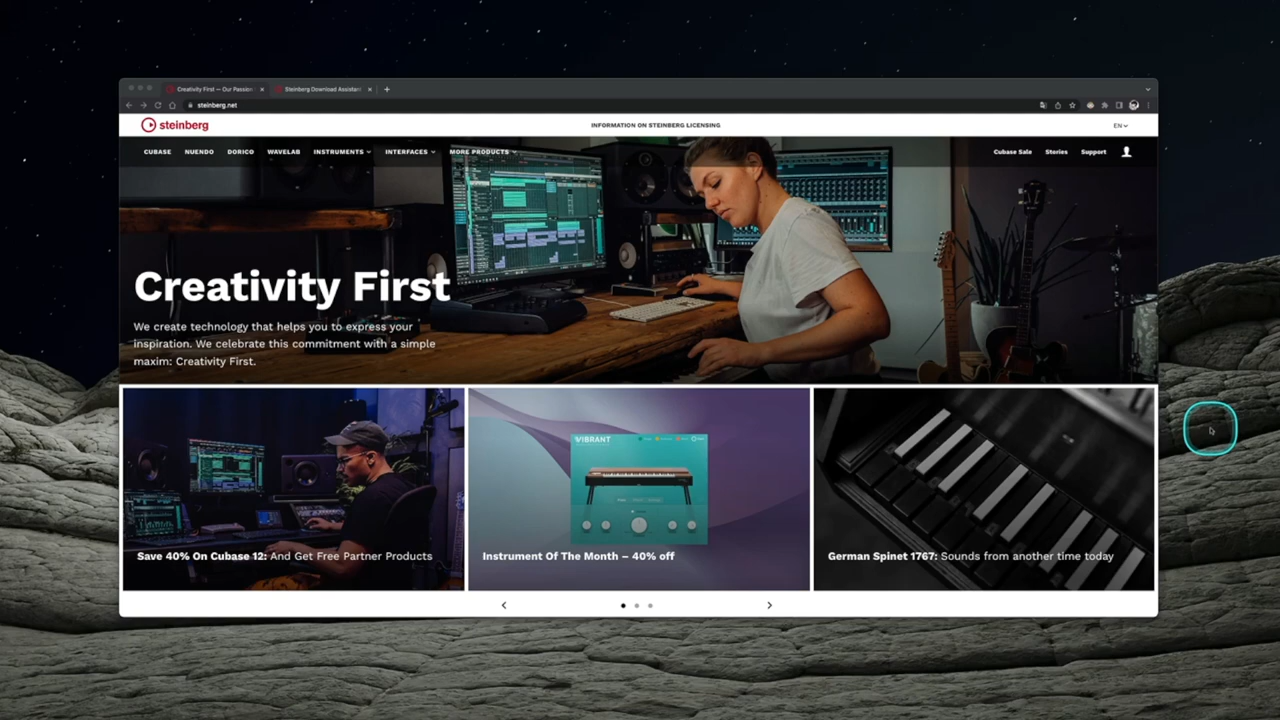 Creativity First — Our Passion
Steinberg Download Assistant
steinberg.net
steinberg
INFORMATION ON STEINBERG LICENSING
EN
CUBASE NUENDO DORICO WAVELAB INSTRUMENTS INTERFACES MORE PRODUCTS
Cubase Sale Stories Support
Creativity First
We create technology that helps you to express your
inspiration. We celebrate this commitment with a simple
maxim: Creativity First.
VIBRANT
Save 40% On Cubase 12: And Get Free Partner Products
Instrument Of The Month – 40% off
German Spinet 1767: Sounds from another time today